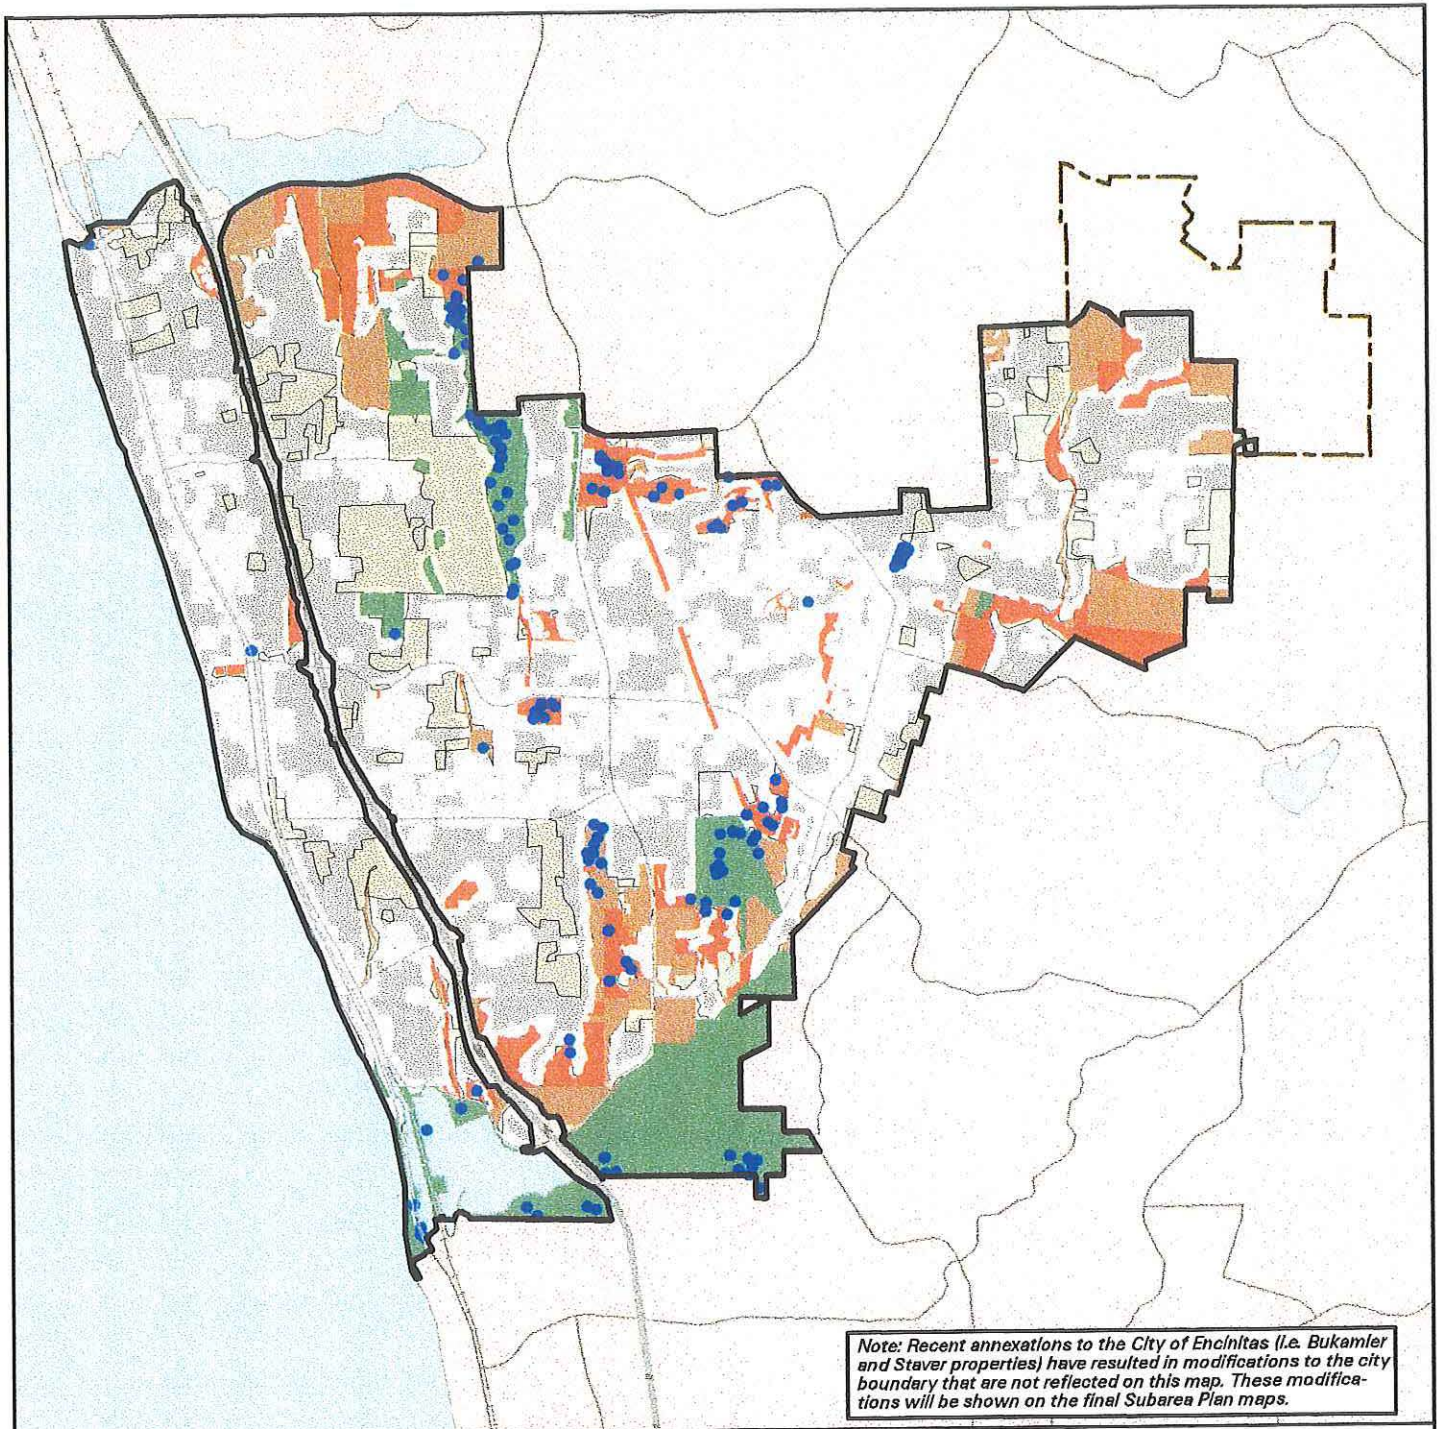 Note: Recent annexations to the City of Encinitas (i.e. Bukamier
and Staver properties) have resulted in modifications to the city
boundary that are not reflected on this map. These modifica-
tions will be shown on the final Subarea Plan maps.